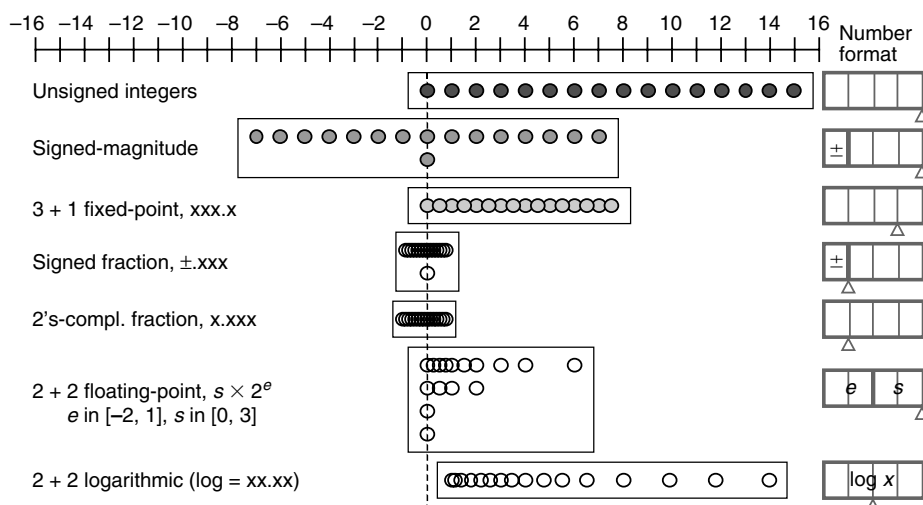 −16 −14 −12 −10 −8 −6 −4 −2 0 2 4 6 8 10 12 14 16
Number
format
Unsigned integers
Signed-magnitude
±
3 + 1 fixed-point, xxx.x
Signed fraction, ±.xxx
±
2's-compl. fraction, x.xxx
2 + 2 floating-point, s × 2^e
e in [−2, 1], s in [0, 3]
e s
2 + 2 logarithmic (log = xx.xx)
log x